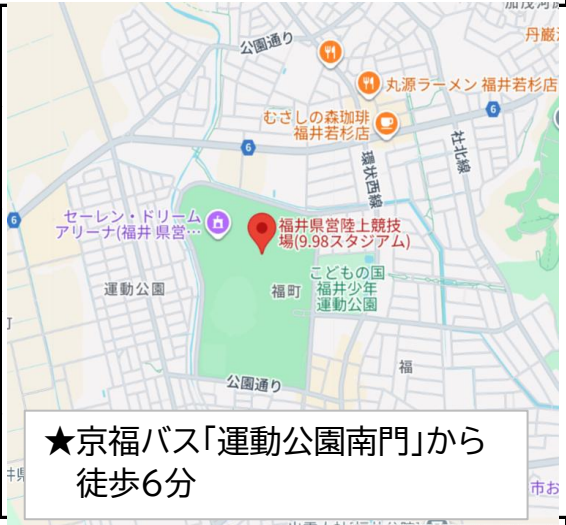 公園通り
丹巌
丸源ラーメン 福井若杉店
むさしの森珈琲
福井若杉店
6
6
社北線
環状西線
6
セーレン・ドリーム
アリーナ(福井 県営…
福井県営陸上競技
場(9.98スタジアム)
こどもの国
福井少年
運動公園
運動公園
福町
福
公園通り
★京福バス「運動公園南門」から
徒歩6分
井県
市お